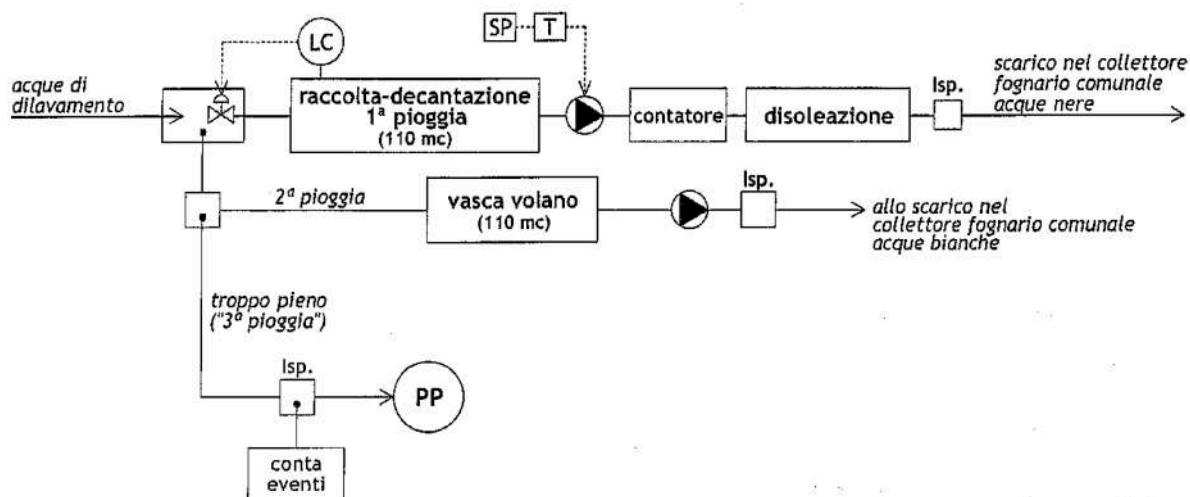 LC
SP
T
acque di
dilavamento
raccolta-decantazione
1ª pioggia
(110 mc)
contatore
disoleazione
Isp.
scarico nel collettore
fognario comunale
acque nere
2ª pioggia
vasca volano
(110 mc)
Isp.
allo scarico nel
collettore fognario comunale
acque bianche
troppo pieno
("3ª pioggia")
Isp.
PP
conta
eventi